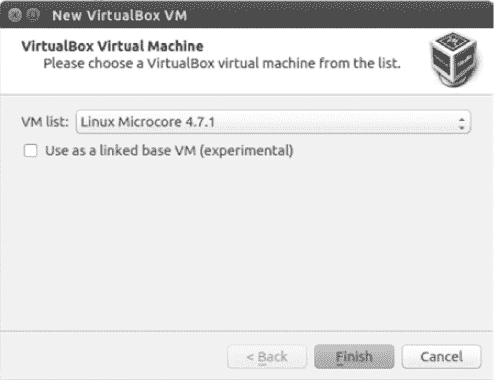 New VirtualBox VM
VirtualBox Virtual Machine
Please choose a VirtualBox virtual machine from the list.
VM list: Linux Microcore 4.7.1
Use as a linked base VM (experimental)
< Back Finish Cancel